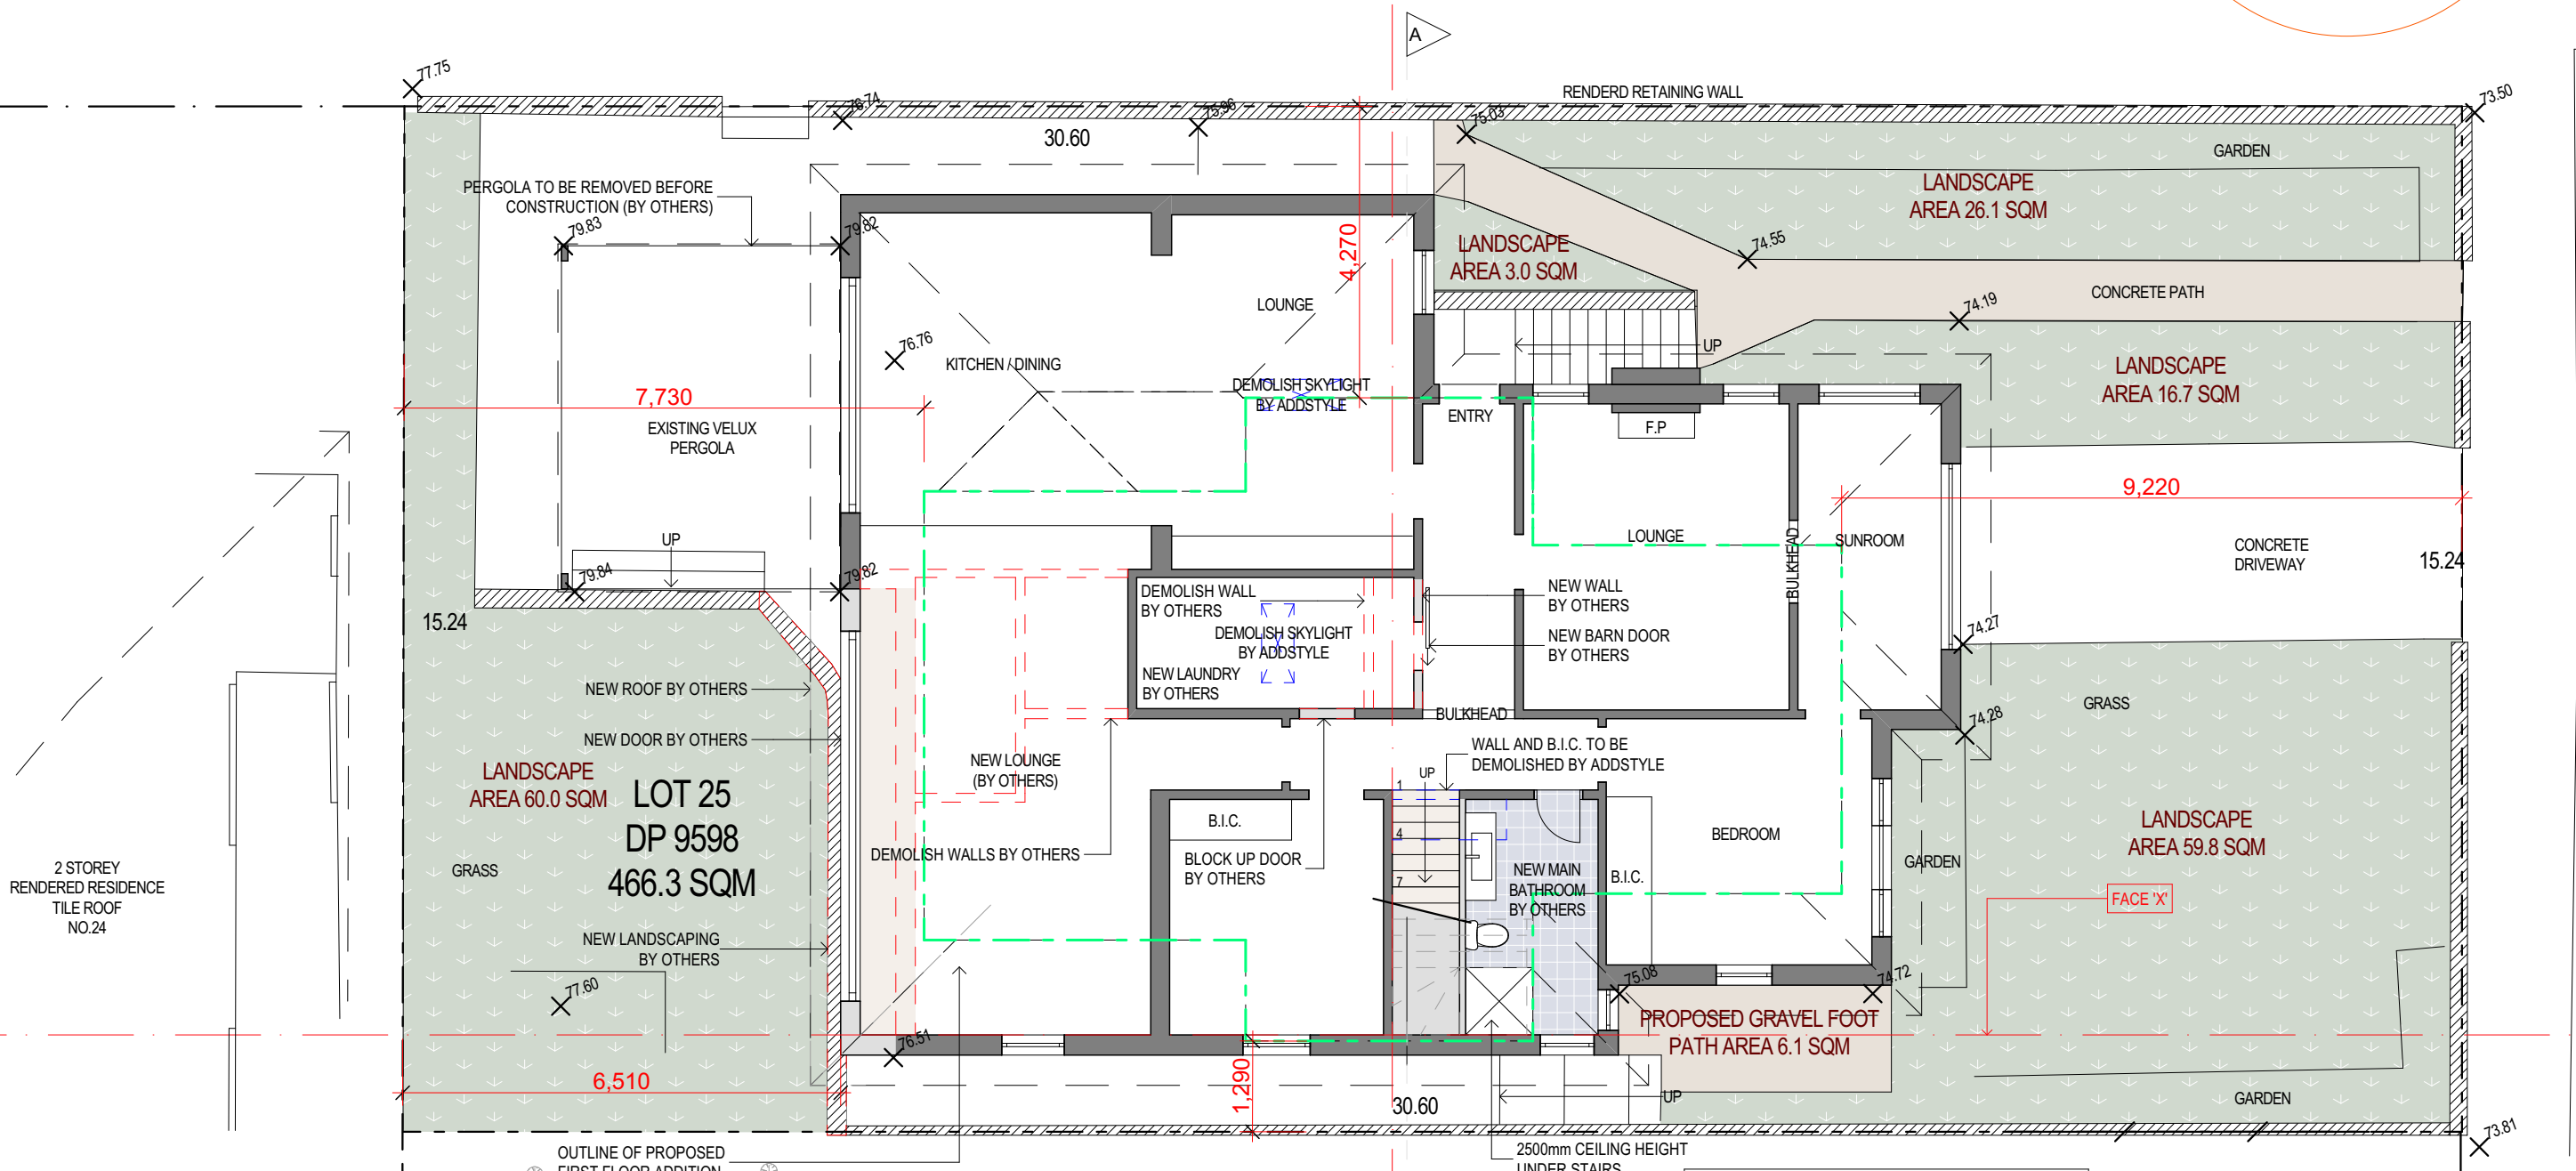 A
77.75
76.74
75.96
RENDERD RETAINING WALL
73.50
75.03
30.60
GARDEN
PERGOLA TO BE REMOVED BEFORE
CONSTRUCTION (BY OTHERS)
LANDSCAPE
AREA 26.1 SQM
79.83
79.82
4,270
LANDSCAPE
AREA 3.0 SQM
74.55
LOUNGE
CONCRETE PATH
74.19
76.76
KITCHEN / DINING
UP
LANDSCAPE
AREA 16.7 SQM
7,730
DEMOLISH SKYLIGHT
BY ADDSTYLE
ENTRY
F.P
EXISTING VELUX
PERGOLA
9,220
UP
LOUNGE
BULKHEAD
SUNROOM
CONCRETE
DRIVEWAY
15.24
79.84
79.82
DEMOLISH WALL
BY OTHERS
NEW WALL
BY OTHERS
15.24
DEMOLISH SKYLIGHT
BY ADDSTYLE
NEW BARN DOOR
BY OTHERS
74.27
NEW LAUNDRY
BY OTHERS
NEW ROOF BY OTHERS
BULKHEAD
74.28
GRASS
NEW DOOR BY OTHERS
WALL AND B.I.C. TO BE
DEMOLISHED BY ADDSTYLE
NEW LOUNGE
(BY OTHERS)
LANDSCAPE
AREA 60.0 SQM
LOT 25
DP 9598
466.3 SQM
UP
1
4
7
B.I.C.
BEDROOM
LANDSCAPE
AREA 59.8 SQM
DEMOLISH WALLS BY OTHERS
BLOCK UP DOOR
BY OTHERS
GARDEN
GRASS
NEW MAIN
BATHROOM
BY OTHERS
B.I.C.
2 STOREY
RENDERED RESIDENCE
TILE ROOF
NO.24
FACE 'X'
NEW LANDSCAPING
BY OTHERS
77.60
75.08
74.72
PROPOSED GRAVEL FOOT
PATH AREA 6.1 SQM
76.51
6,510
1,290
30.60
UP
GARDEN
73.81
OUTLINE OF PROPOSED
FIRST FLOOR ADDITION
2500mm CEILING HEIGHT
UNDER STAIRS